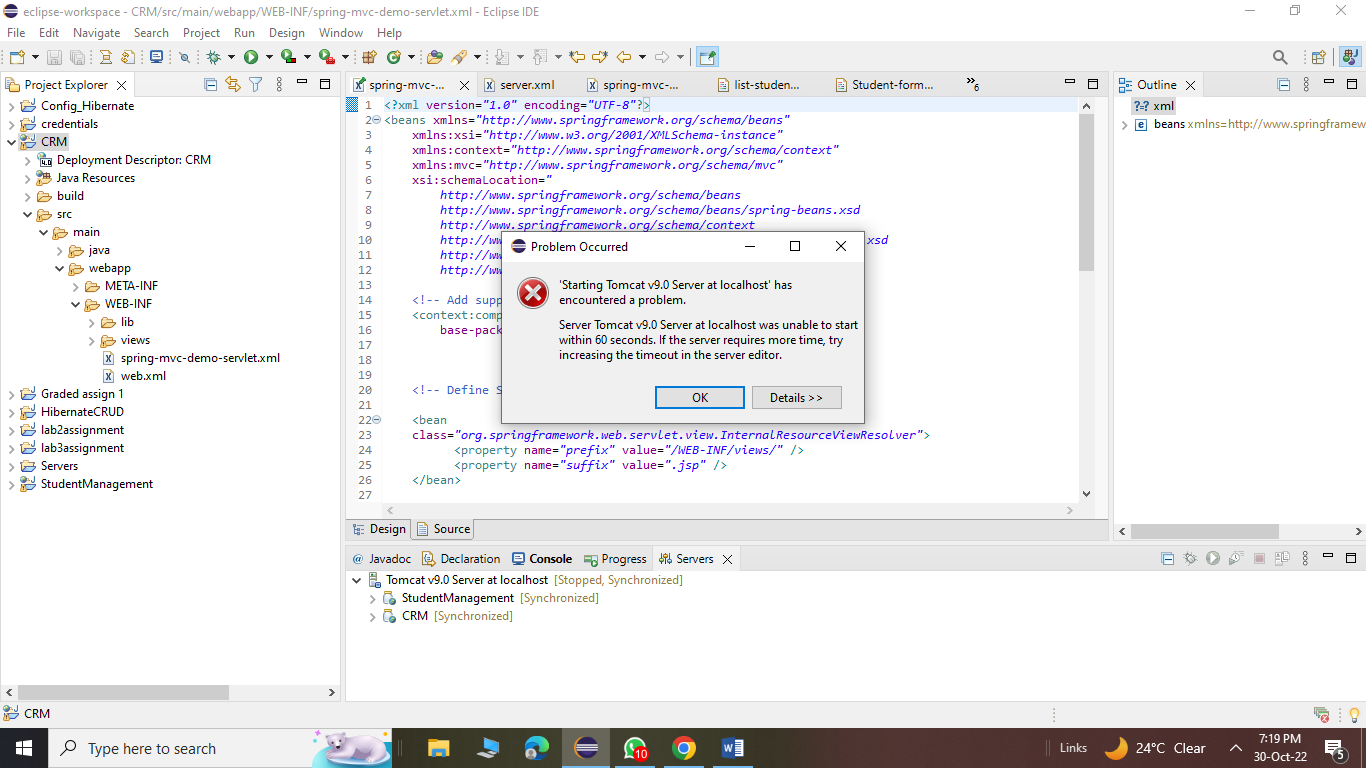 eclipse-workspace - CRM/src/main/webapp/WEB-INF/spring-mvc-demo-servlet.xml - Eclipse IDE
File Edit Navigate Search Project Run Design Window Help
Project Explorer
Config_Hibernate
credentials
CRM
Deployment Descriptor: CRM
Java Resources
build
src
main
java
webapp
META-INF
WEB-INF
lib
views
spring-mvc-demo-servlet.xml
web.xml
Graded assign 1
HibernateCRUD
lab2assignment
lab3assignment
Servers
StudentManagement
spring-mvc-... server.xml spring-mvc-... list-studen... Student-form... »6
1 <?xml version="1.0" encoding="UTF-8"?>
2 <beans xmlns="http://www.springframework.org/schema/beans"
3 xmlns:xsi="http://www.w3.org/2001/XMLSchema-instance"
4 xmlns:context="http://www.springframework.org/schema/context"
5 xmlns:mvc="http://www.springframework.org/schema/mvc"
6 xsi:schemaLocation="
7 http://www.springframework.org/schema/beans
8 http://www.springframework.org/schema/beans/spring-beans.xsd
9 http://www.springframework.org/schema/context
10 http://ww .xsd
11 http://ww
12 http://ww
13
14 <!-- Add supp
15 <context:comp
16 base-pack
17
18
19
20 <!-- Define S
21
22 <bean
23 class="org.springframework.web.servlet.view.InternalResourceViewResolver">
24 <property name="prefix" value="/WEB-INF/views/" />
25 <property name="suffix" value=".jsp" />
26 </bean>
27
Problem Occurred
'Starting Tomcat v9.0 Server at localhost' has
encountered a problem.
Server Tomcat v9.0 Server at localhost was unable to start
within 60 seconds. If the server requires more time, try
increasing the timeout in the server editor.
OK Details >>
Design Source
Outline
?=? xml
e beans xmlns=http://www.springframew
@ Javadoc Declaration Console Progress Servers
Tomcat v9.0 Server at localhost [Stopped, Synchronized]
StudentManagement [Synchronized]
CRM [Synchronized]
CRM
Type here to search
10
Links
24°C Clear
7:19 PM
30-Oct-22
5